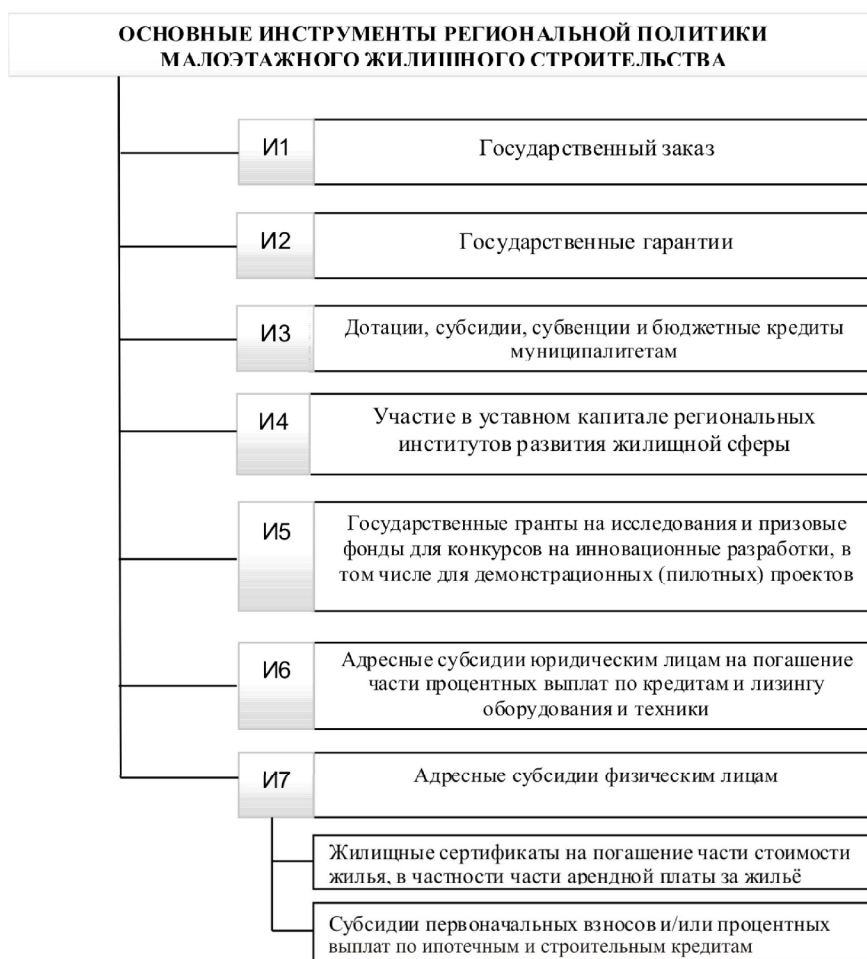 ОСНОВНЫЕ ИНСТРУМЕНТЫ РЕГИОНАЛЬНОЙ ПОЛИТИКИ
МАЛОЭТАЖНОГО ЖИЛИЩНОГО СТРОИТЕЛЬСТВА
И1
Государственный заказ
И2
Государственные гарантии
И3
Дотации, субсидии, субвенции и бюджетные кредиты
муниципалитетам
И4
Участие в уставном капитале региональных
институтов развития жилищной сферы
И5
Государственные гранты на исследования и призовые
фонды для конкурсов на инновационные разработки, в
том числе для демонстрационных (пилотных) проектов
И6
Адресные субсидии юридическим лицам на погашение
части процентных выплат по кредитам и лизингу
оборудования и техники
И7
Адресные субсидии физическим лицам
Жилищные сертификаты на погашение части стоимости
жилья, в частности части арендной платы за жильё
Субсидии первоначальных взносов и/или процентных
выплат по ипотечным и строительным кредитам